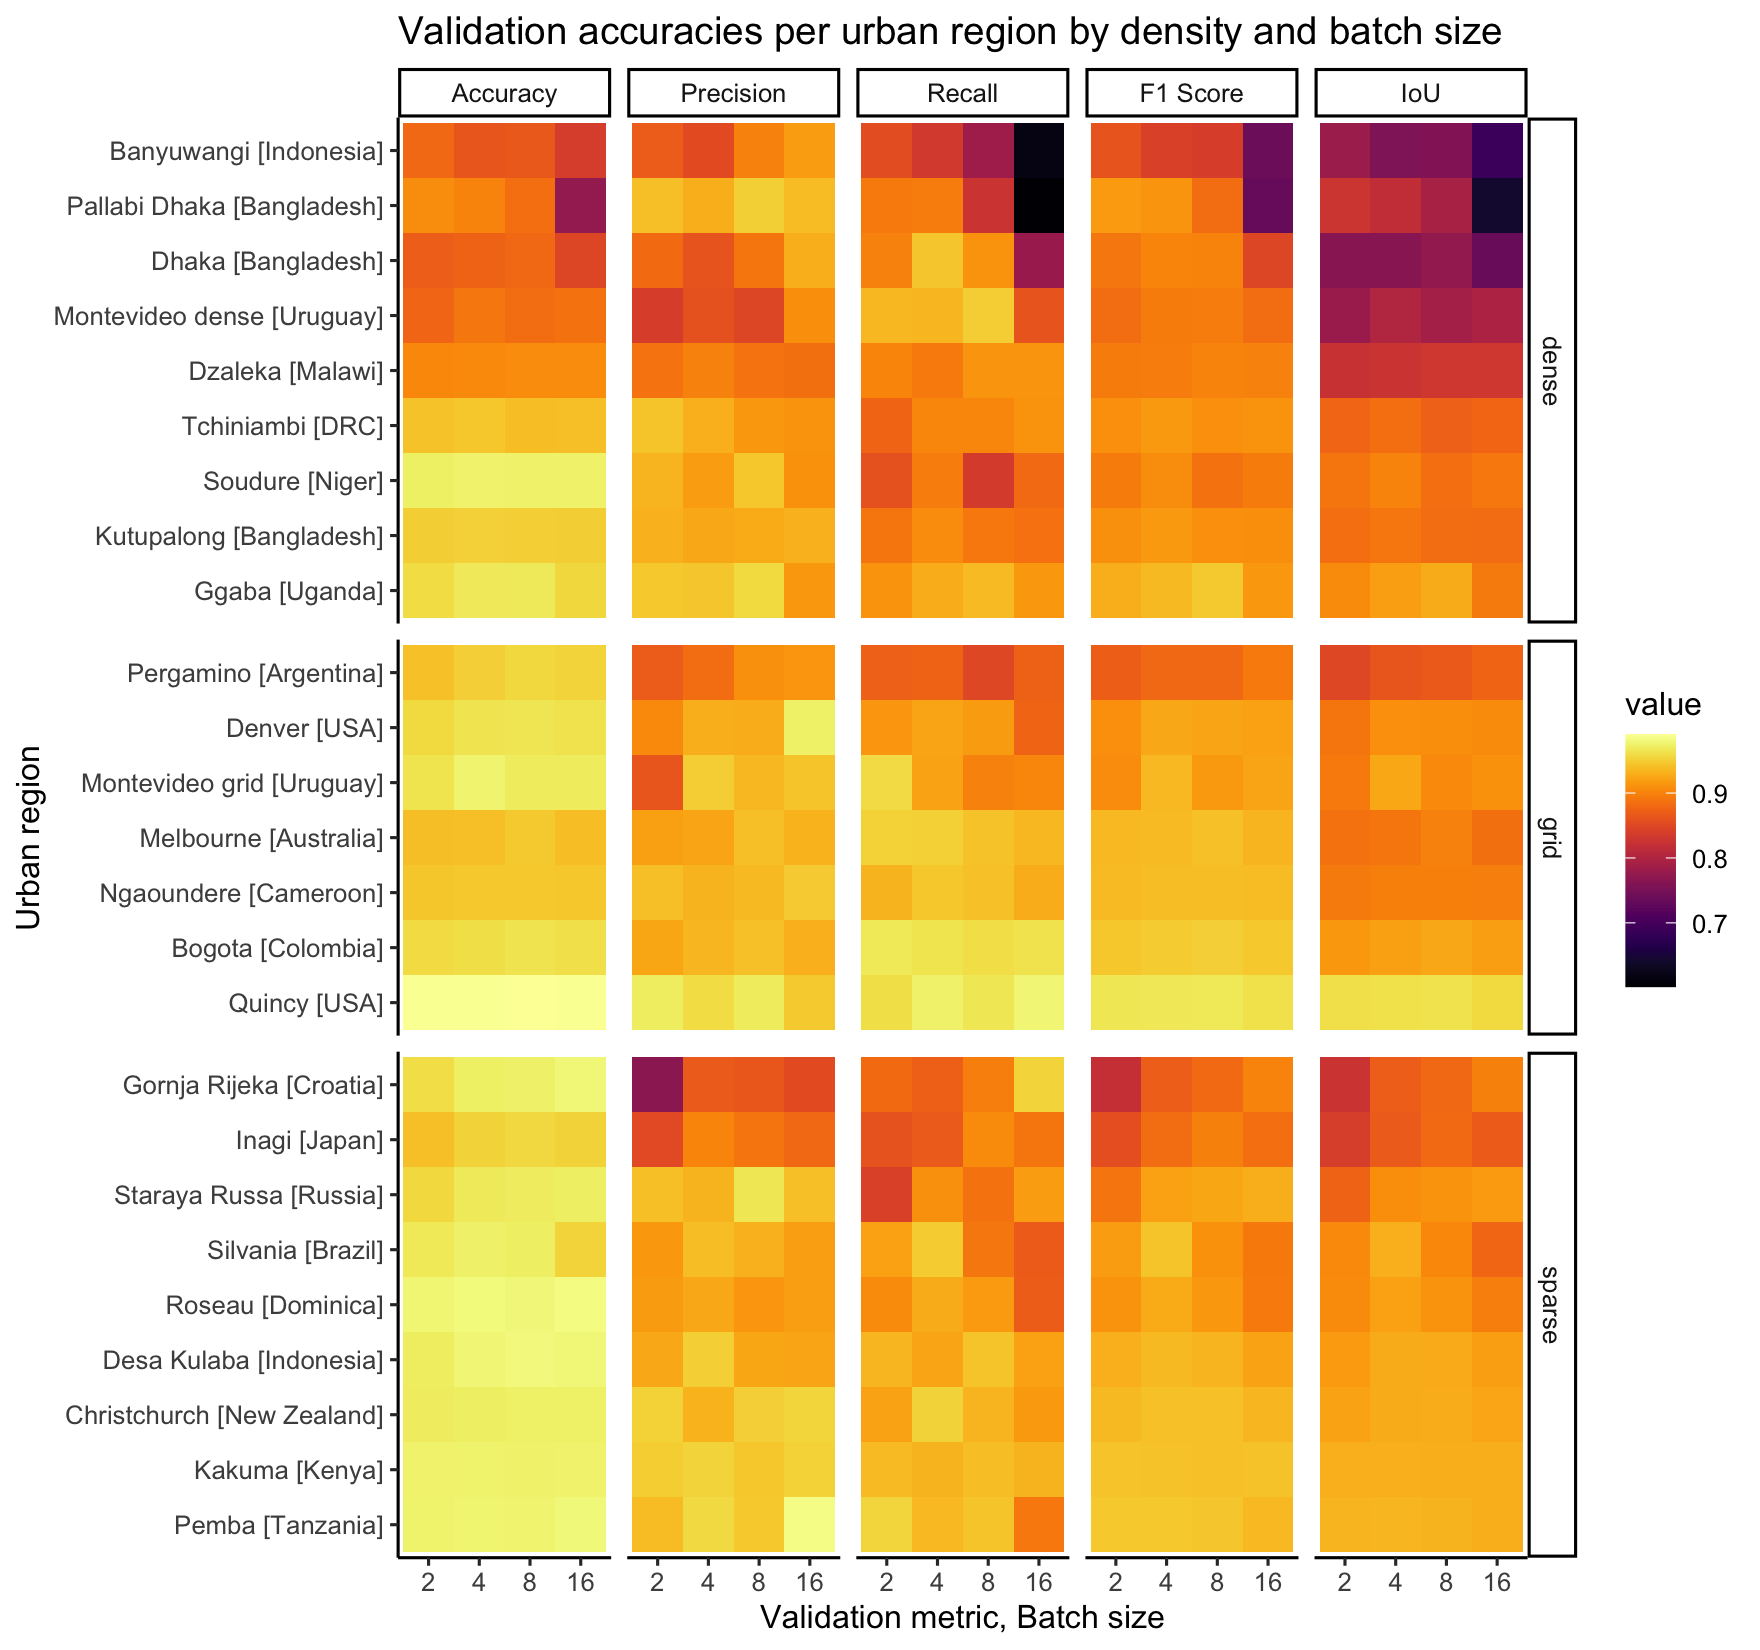 Validation accuracies per urban region by density and batch size
Accuracy
Precision
Recall
F1 Score
IoU
Banyuwangi [Indonesia]
Pallabi Dhaka [Bangladesh]
Dhaka [Bangladesh]
Montevideo dense [Uruguay]
Dzaleka [Malawi]
Tchiniambi [DRC]
Soudure [Niger]
Kutupalong [Bangladesh]
Ggaba [Uganda]
dense
Pergamino [Argentina]
Denver [USA]
Montevideo grid [Uruguay]
Melbourne [Australia]
Ngaoundere [Cameroon]
Bogota [Colombia]
Quincy [USA]
grid
Gornja Rijeka [Croatia]
Inagi [Japan]
Staraya Russa [Russia]
Silvania [Brazil]
Roseau [Dominica]
Desa Kulaba [Indonesia]
Christchurch [New Zealand]
Kakuma [Kenya]
Pemba [Tanzania]
sparse
Urban region
2 4 8 16
2 4 8 16
2 4 8 16
2 4 8 16
2 4 8 16
Validation metric, Batch size
value
0.9
0.8
0.7